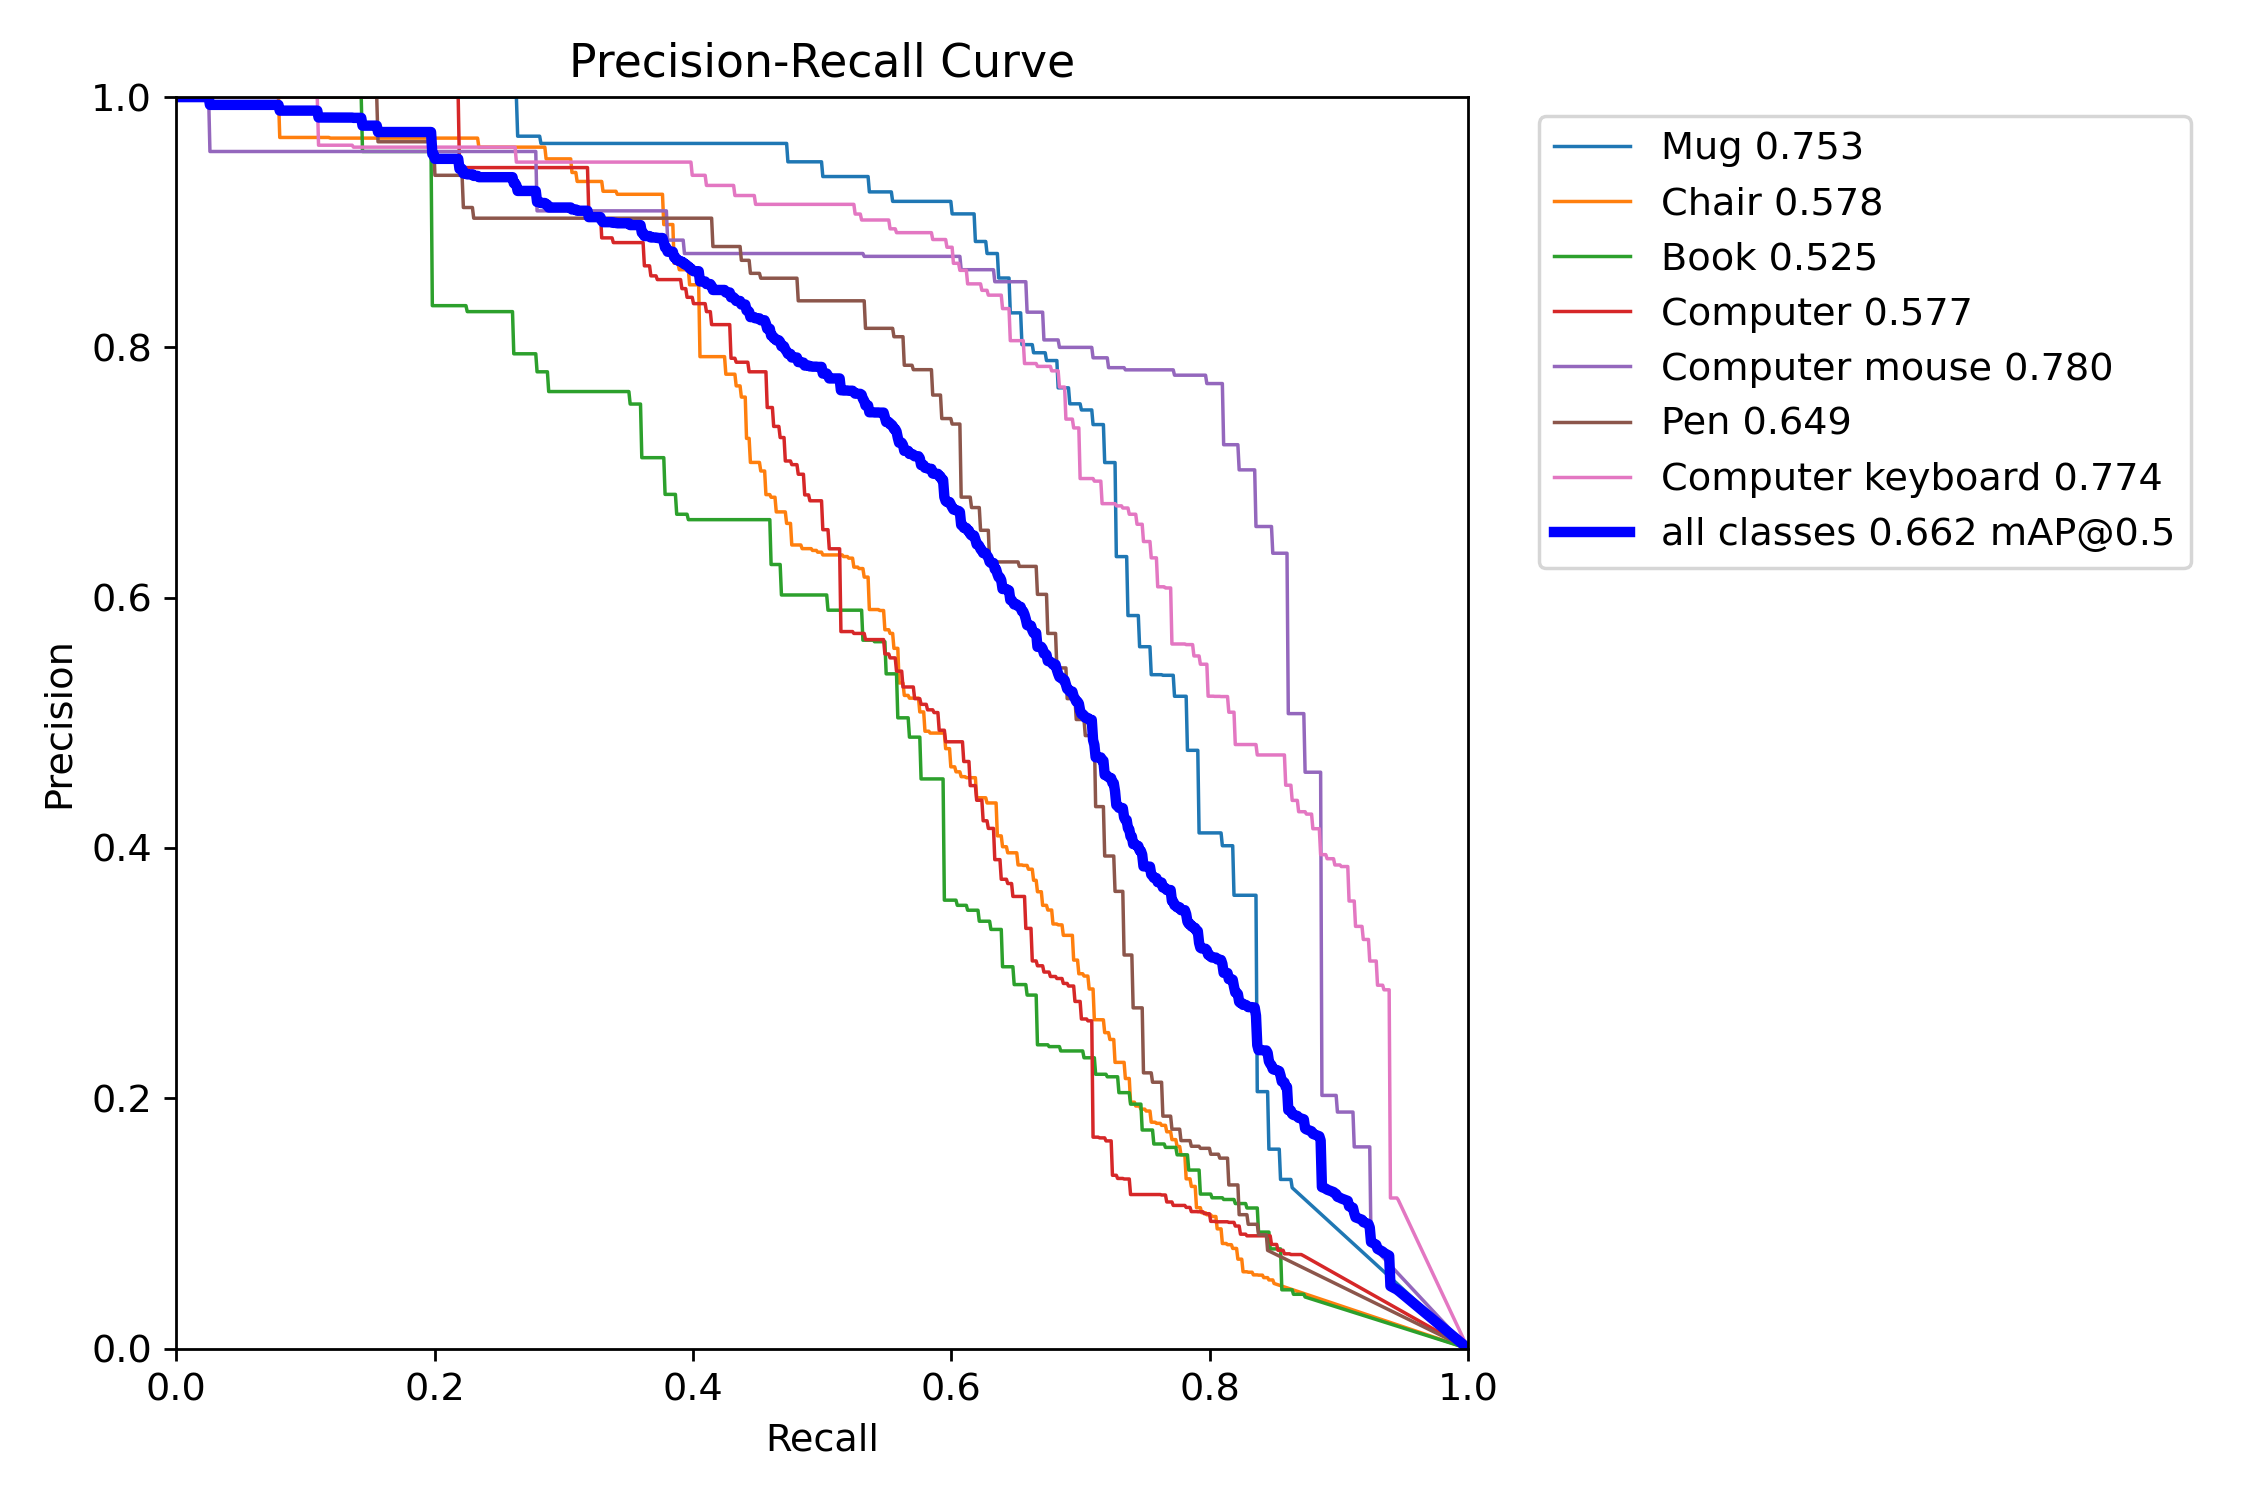 Precision-Recall Curve
1.0
0.8
0.6
0.4
0.2
0.0
Precision
0.0 0.2 0.4 0.6 0.8 1.0
Recall
Mug 0.753
Chair 0.578
Book 0.525
Computer 0.577
Computer mouse 0.780
Pen 0.649
Computer keyboard 0.774
all classes 0.662 mAP@0.5